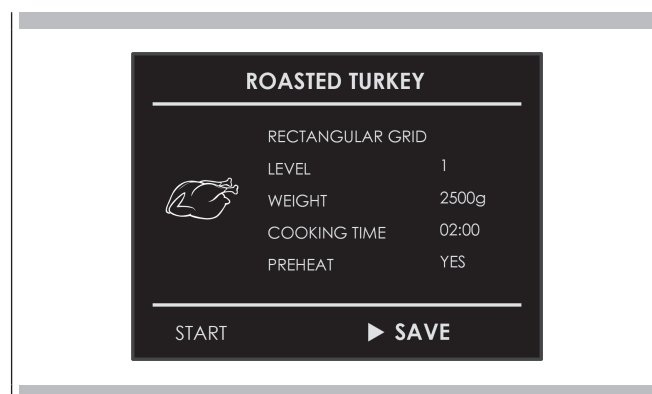 ROASTED TURKEY
RECTANGULAR GRID
LEVEL 1
WEIGHT 2500g
COOKING TIME 02:00
PREHEAT YES
START ▶ SAVE